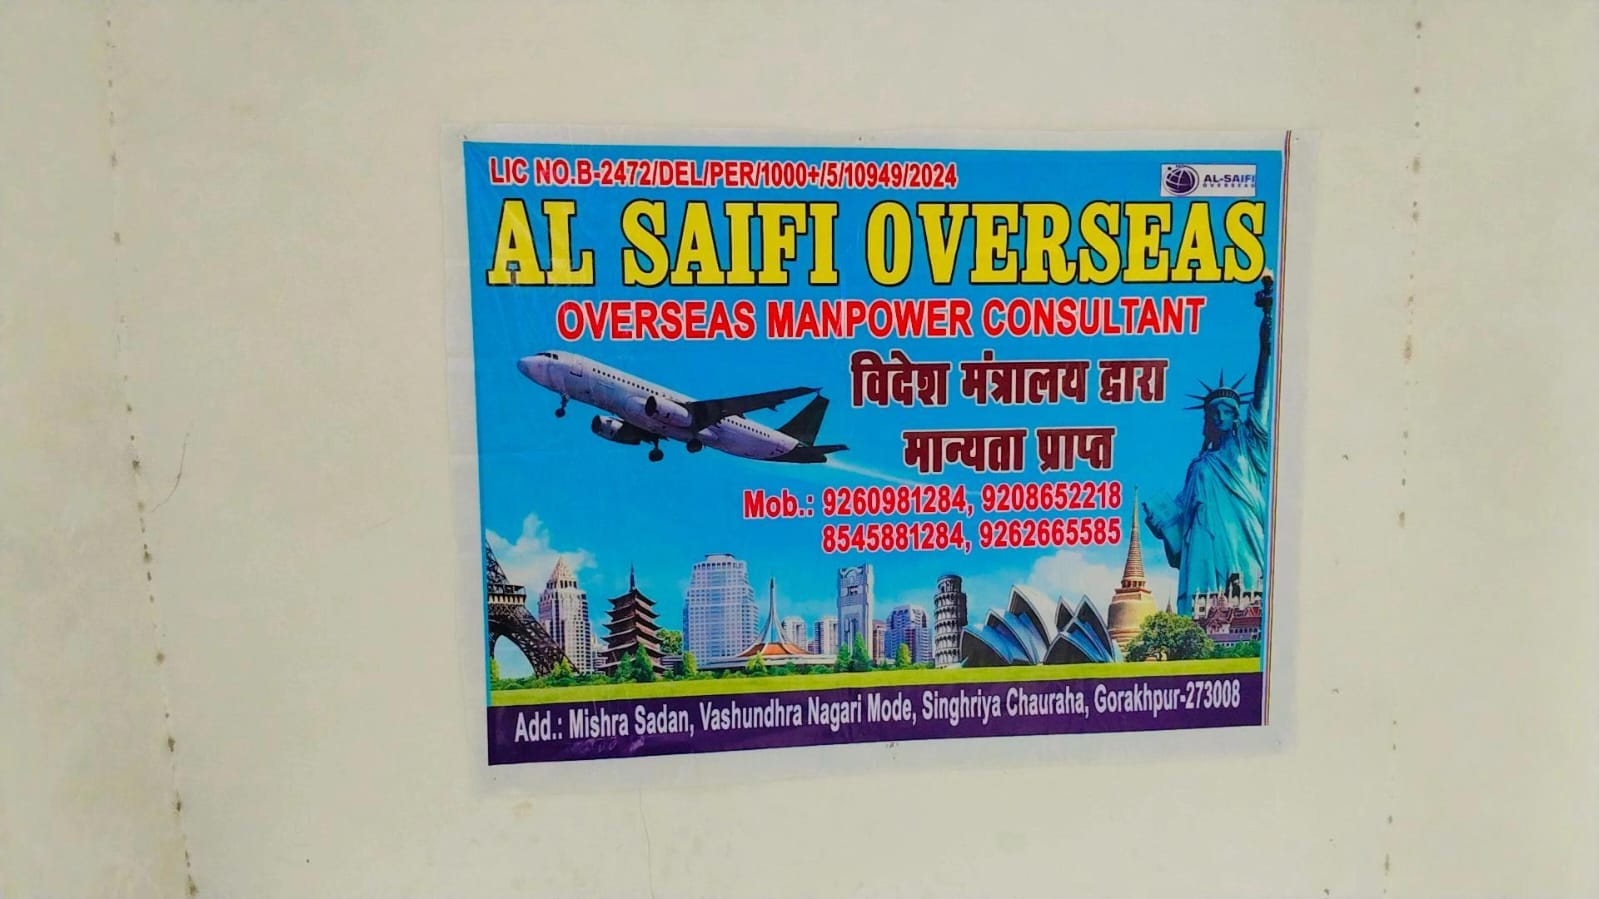 LIC NO.B-2472/DEL/PER/1000+/5/10949/2024
AL-SAIFI
OVERSEAS
AL SAIFI OVERSEAS
OVERSEAS MANPOWER CONSULTANT
विदेश मंत्रालय द्वारा
मान्यता प्राप्त
Mob.: 9260981284, 9208652218
8545881284, 9262665585
Add.: Mishra Sadan, Vashundhra Nagari Mode, Singhriya Chauraha, Gorakhpur-273008